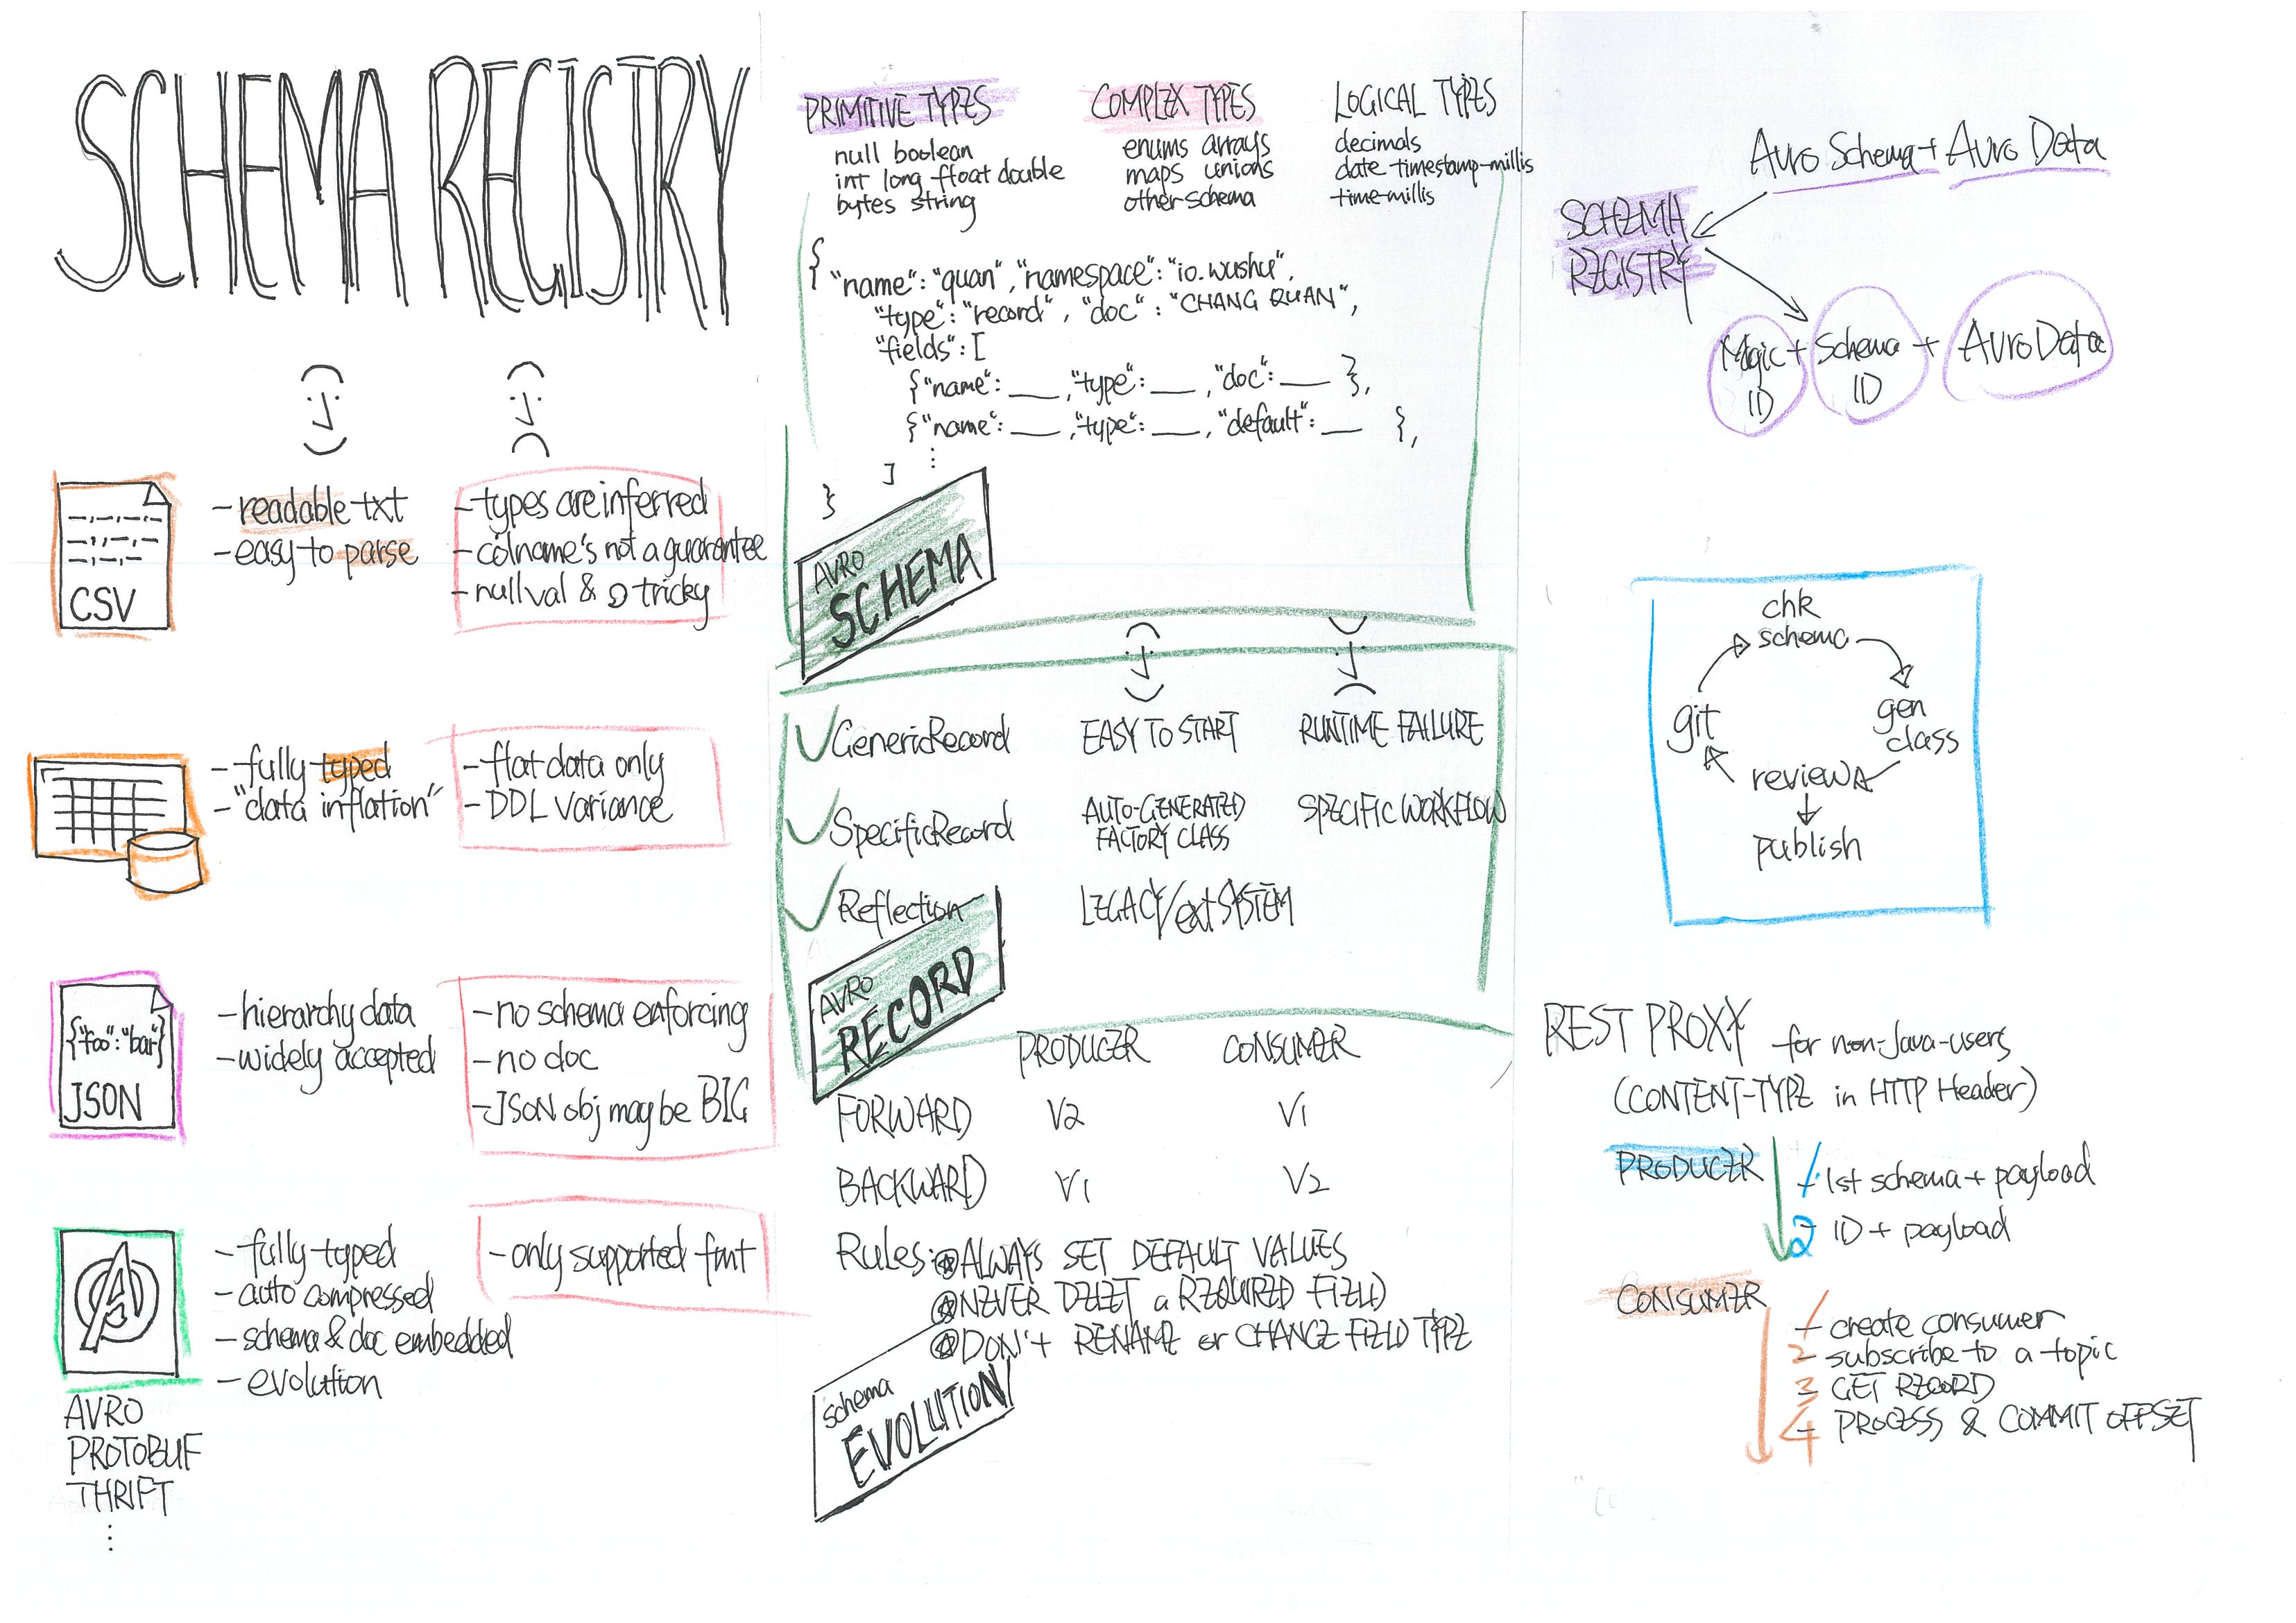 SCHEMA REGISTRY
CSV
- readable txt
- easy to parse
- types are inferred
- colname's not a guarantee
- null val & tricky
- fully typed
- "data inflation"
- flat data only
- DDL variance
{"foo":"bar"}
JSON
- hierarchy data
- widely accepted
- no schema enforcing
- no doc
- JSON obj may be BIG
A
- fully typed
- auto compressed
- schema & doc embedded
- evolution
- only supported fmt
AVRO
PROTOBUF
THRIFT
⋮
PRIMITIVE TYPES
null boolean
int long float double
bytes string
COMPLEX TYPES
enums arrays
maps unions
other schema
LOGICAL TYPES
decimals
date timestamp-millis
time-millis
{
"name": "quan", "namespace": "io.wushu",
"type": "record", "doc": "CHANG QUAN",
"fields": [
{"name": ___, "type": ___, "doc": ___ },
{"name": ___, "type": ___, "default": ___ },
⋮
]
}
AVRO
SCHEMA
GenericRecord EASY TO START RUNTIME FAILURE
SpecificRecord AUTO-GENERATED SPECIFIC WORKFLOW
FACTORY CLASS
Reflection LEGACY/ext SYSTEM
AVRO
RECORD
PRODUCER CONSUMER
FORWARD V2 V1
BACKWARD V1 V2
Rules: ALWAYS SET DEFAULT VALUES
NEVER DELET a REQUIRED FIELD
DON't RENAME or CHANGE FIELD TYPE
schema
EVOLUTION
Avro Schema + Avro Data
SCHEMA
REGISTRY
Magic + Schema + Avro Data
ID ID
chk
schema
gen
class
review
git
publish
REST PROXY for non-Java-users
(CONTENT-TYPE in HTTP Header)
PRODUCER
1 - 1st schema + payload
2 - ID + payload
CONSUMER
1 - create consumer
2 - subscribe to a topic
3 - GET RECORD
4 - PROCESS & COMMIT OFFSET